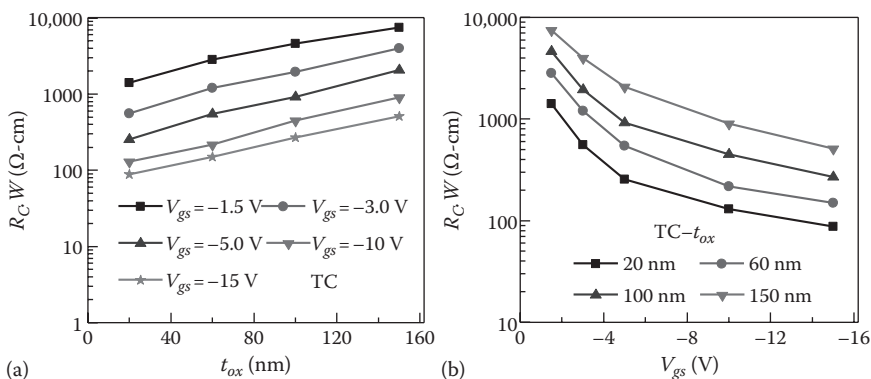 10,000
1000
100
10
1
R_C.W (Ω-cm)
V_gs = −1.5 V
V_gs = −3.0 V
V_gs = −5.0 V
V_gs = −10 V
V_gs = −15 V
TC
0
40
80
120
160
t_ox (nm)
(a)
10,000
1000
100
10
R_C.W (Ω-cm)
TC–t_ox
20 nm
60 nm
100 nm
150 nm
0
−4
−8
−12
−16
V_gs (V)
(b)